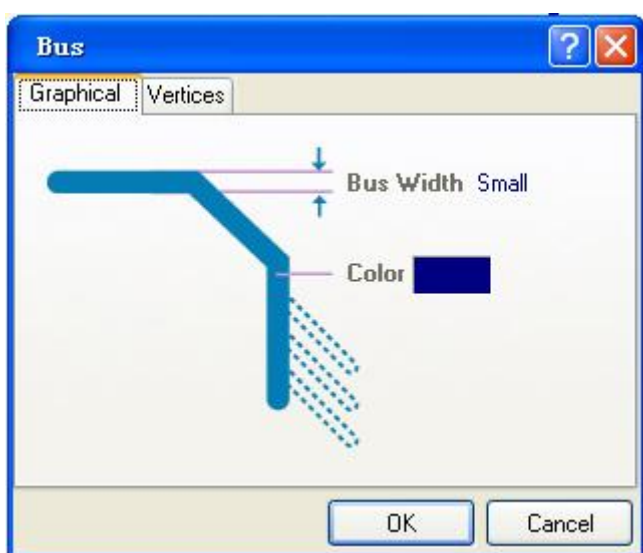 Bus
Graphical Vertices
Bus Width Small
Color
OK Cancel